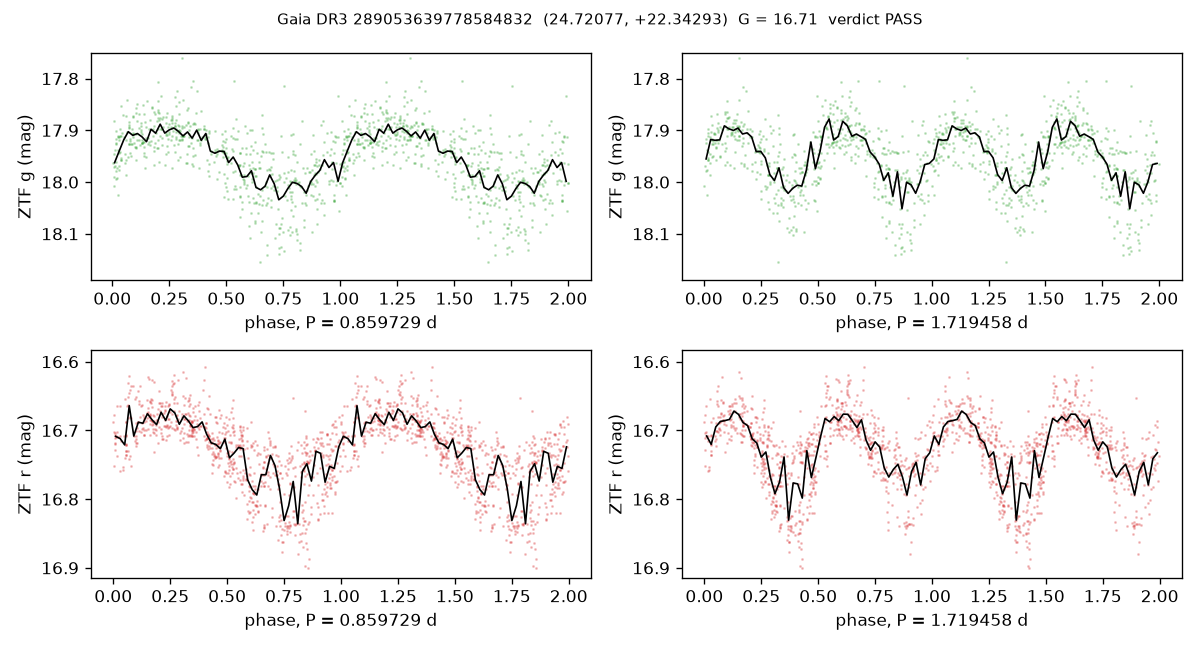 Gaia DR3 289053639778584832 (24.72077, +22.34293) G = 16.71 verdict PASS
ZTF g (mag)
17.8
17.9
18.0
18.1
0.00 0.25 0.50 0.75 1.00 1.25 1.50 1.75 2.00
phase, P = 0.859729 d
ZTF g (mag)
17.8
17.9
18.0
18.1
0.00 0.25 0.50 0.75 1.00 1.25 1.50 1.75 2.00
phase, P = 1.719458 d
ZTF r (mag)
16.6
16.7
16.8
16.9
0.00 0.25 0.50 0.75 1.00 1.25 1.50 1.75 2.00
phase, P = 0.859729 d
ZTF r (mag)
16.6
16.7
16.8
16.9
0.00 0.25 0.50 0.75 1.00 1.25 1.50 1.75 2.00
phase, P = 1.719458 d